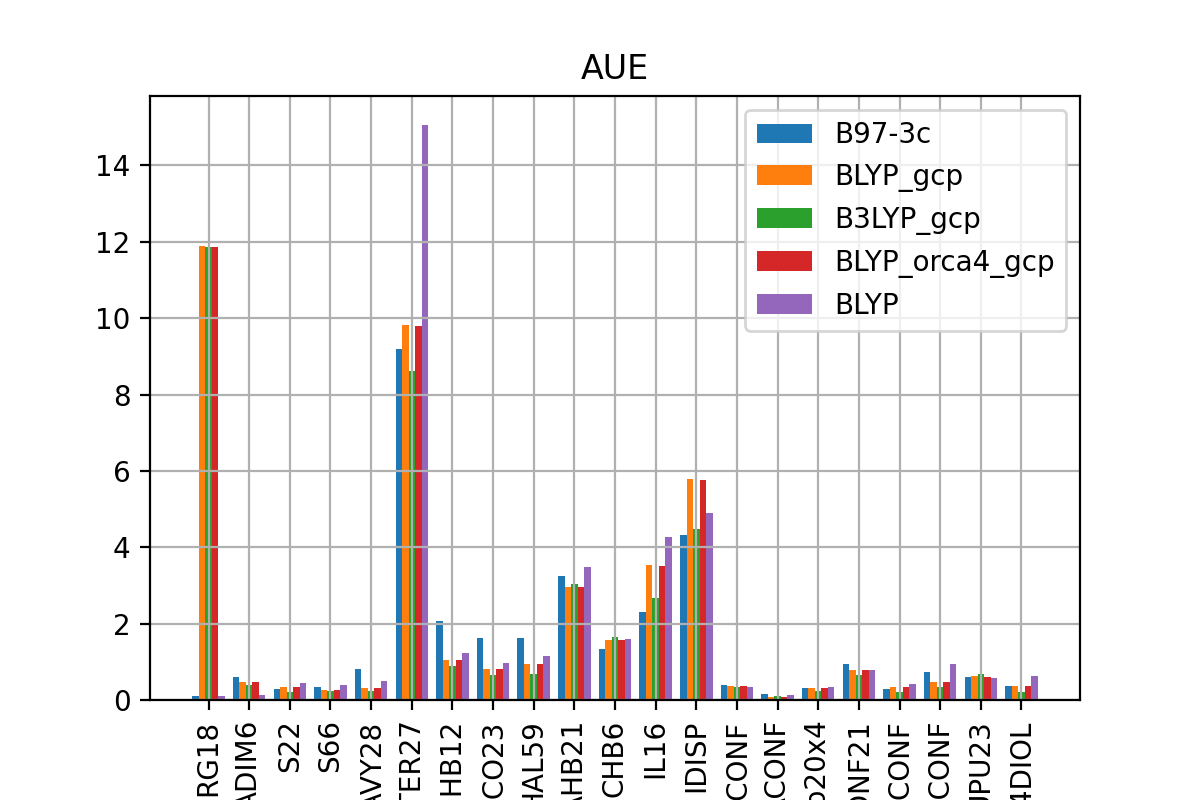 AUE
B97-3c
BLYP_gcp
B3LYP_gcp
BLYP_orca4_gcp
BLYP
14
12
10
8
6
4
2
0
RG18
ADIM6
S22
S66
AVY28
TER27
HB12
CO23
HAL59
AHB21
CHB6
IL16
IDISP
CONF
CONF
o20x4
ONF21
CONF
CONF
UPU23
4DIOL